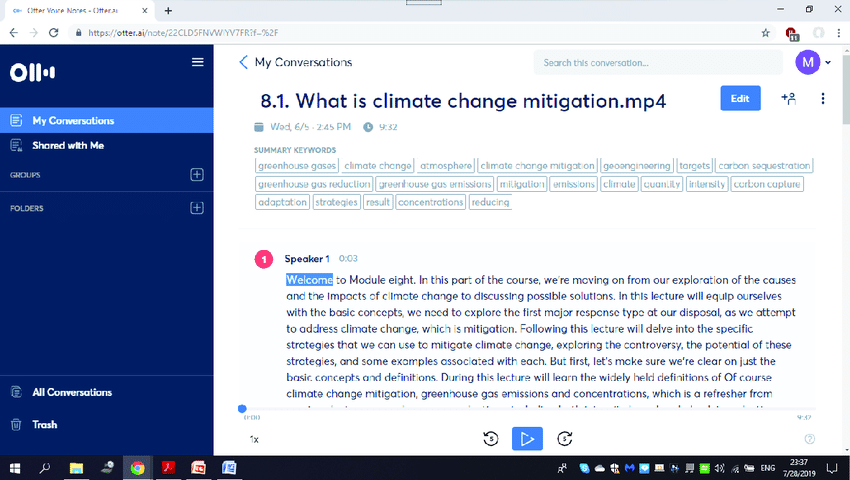 Otter Voice Notes - Otter.ai
https://otter.ai/note/
My Conversations
Search this conversation...
M
My Conversations
Shared with Me
GROUPS
FOLDERS
All Conversations
Trash
8.1. What is climate change mitigation.mp4
Edit
Wed, 6/5 · 2:45 PM 9:32
SUMMARY KEYWORDS
greenhouse gases climate change atmosphere climate change mitigation geoengineering targets carbon sequestration
greenhouse gas reduction greenhouse gas emissions mitigation emissions climate quantity intensity carbon capture
adaptation strategies result concentrations reducing
1 Speaker 1 0:03
Welcome to Module eight. In this part of the course, we're moving on from our exploration of the causes
and the impacts of climate change to discussing possible solutions. In this lecture will equip ourselves
with the basic concepts, we need to explore the first major response type at our disposal, as we attempt
to address climate change, which is mitigation. Following this lecture will delve into the specific
strategies that we can use to mitigate climate change, exploring the controversy, the potential of these
strategies, and some examples associated with each. But first, let's make sure we're clear on just the
basic concepts and definitions. During this lecture will learn the widely held definitions of Of course
climate change mitigation, greenhouse gas emissions and concentrations, which is a refresher from
0:00 9:32
1x 5 5
ENG
23:37
7/28/2019